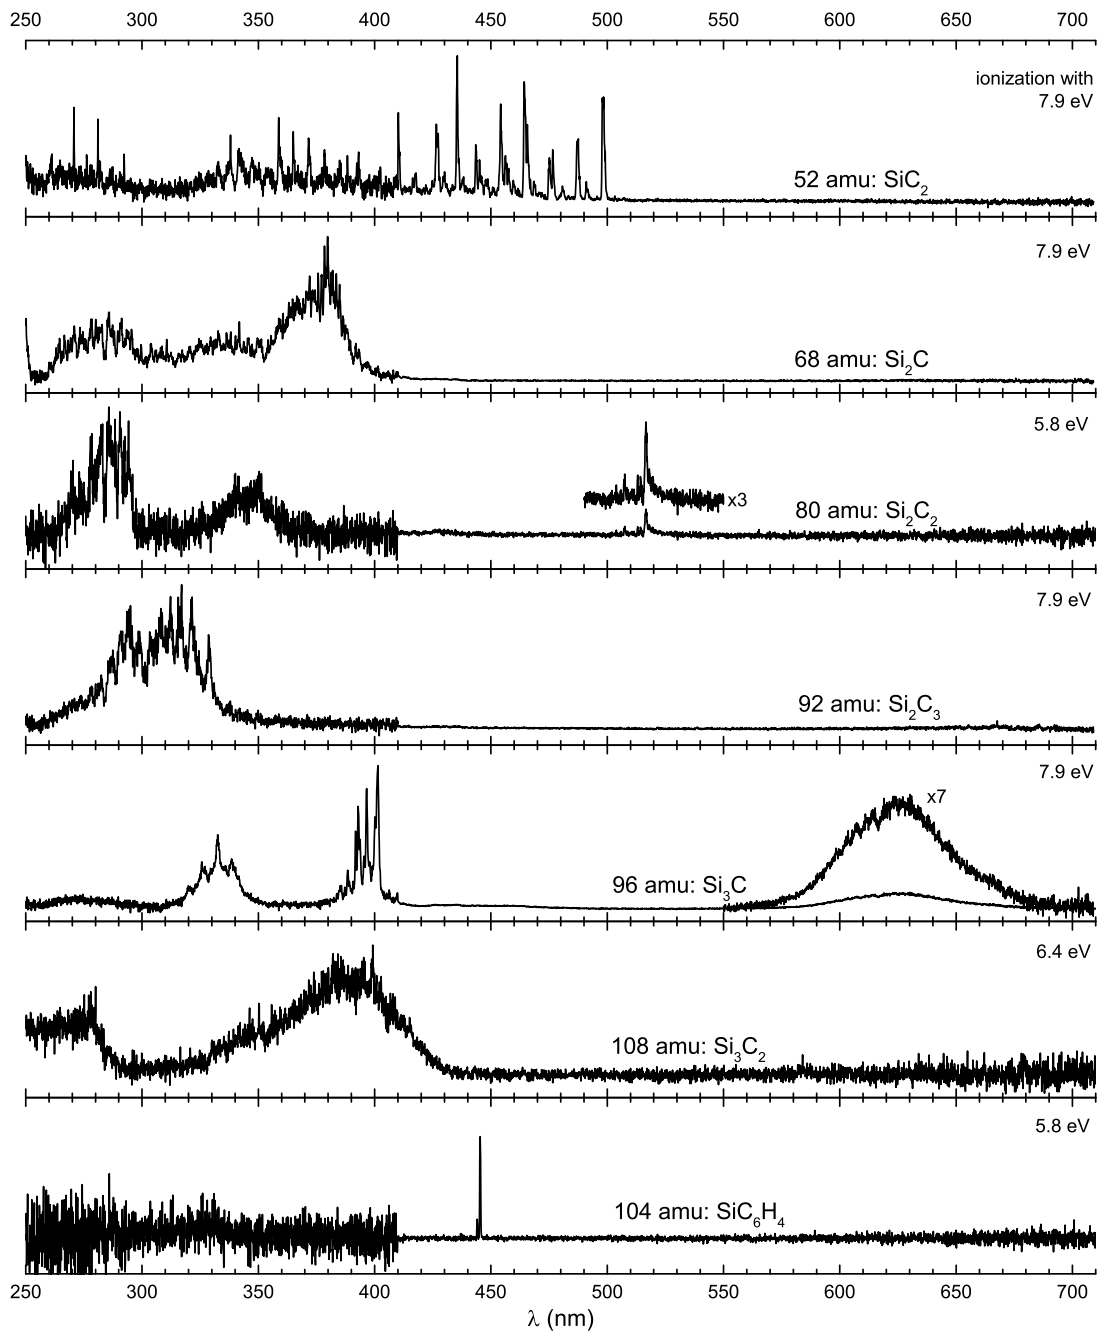 250 300 350 400 450 500 550 600 650 700
ionization with
7.9 eV
52 amu: SiC₂
7.9 eV
68 amu: Si₂C
5.8 eV
x3
80 amu: Si₂C₂
7.9 eV
92 amu: Si₂C₃
7.9 eV
x7
96 amu: Si₃C
6.4 eV
108 amu: Si₃C₂
5.8 eV
104 amu: SiC₆H₄
250 300 350 400 450 500 550 600 650 700
λ (nm)